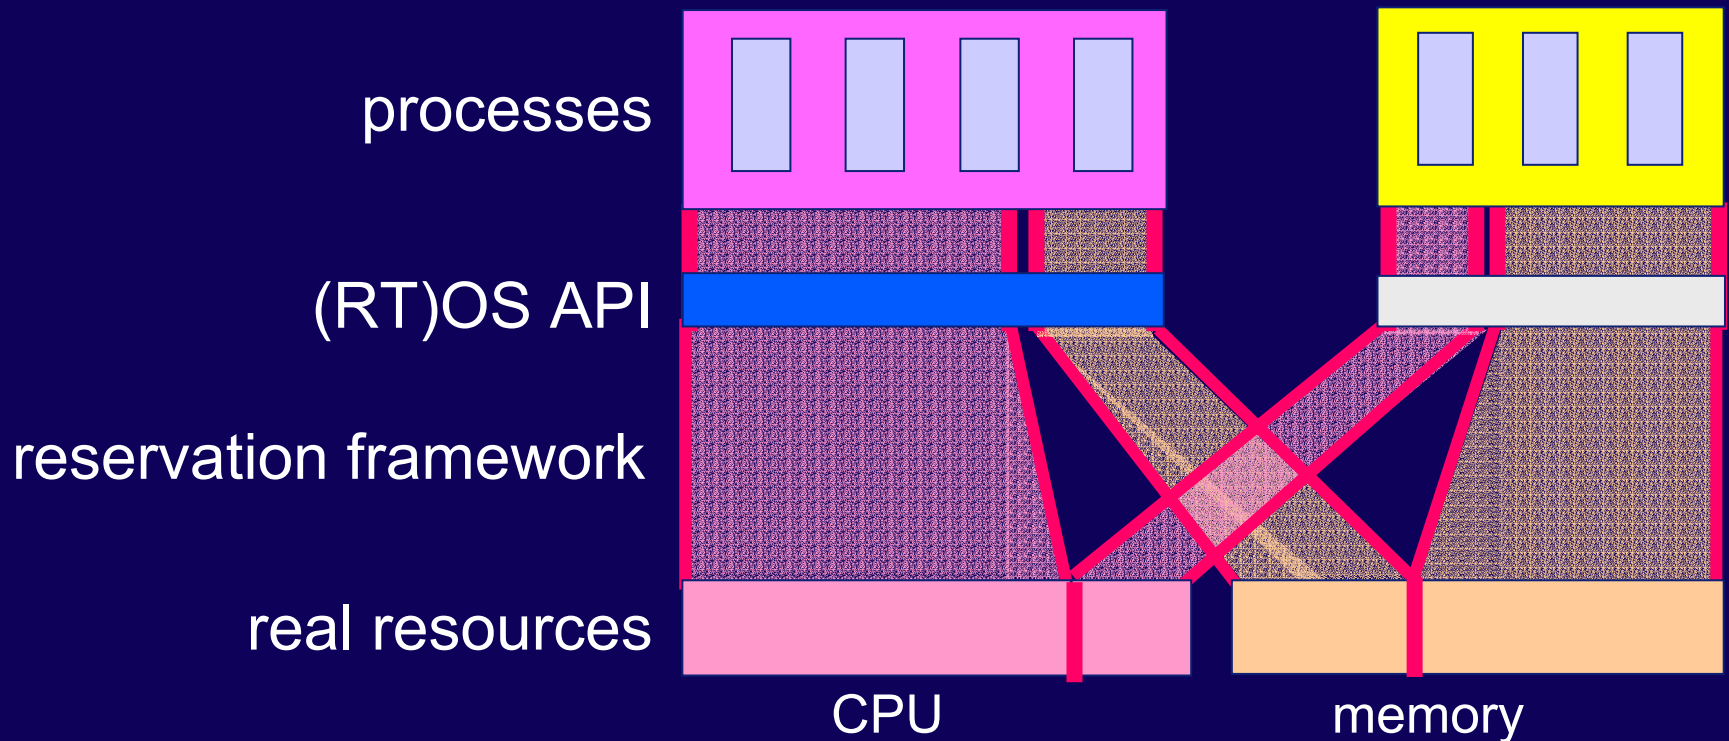 processes
(RT)OS API
reservation framework
real resources
CPU
memory